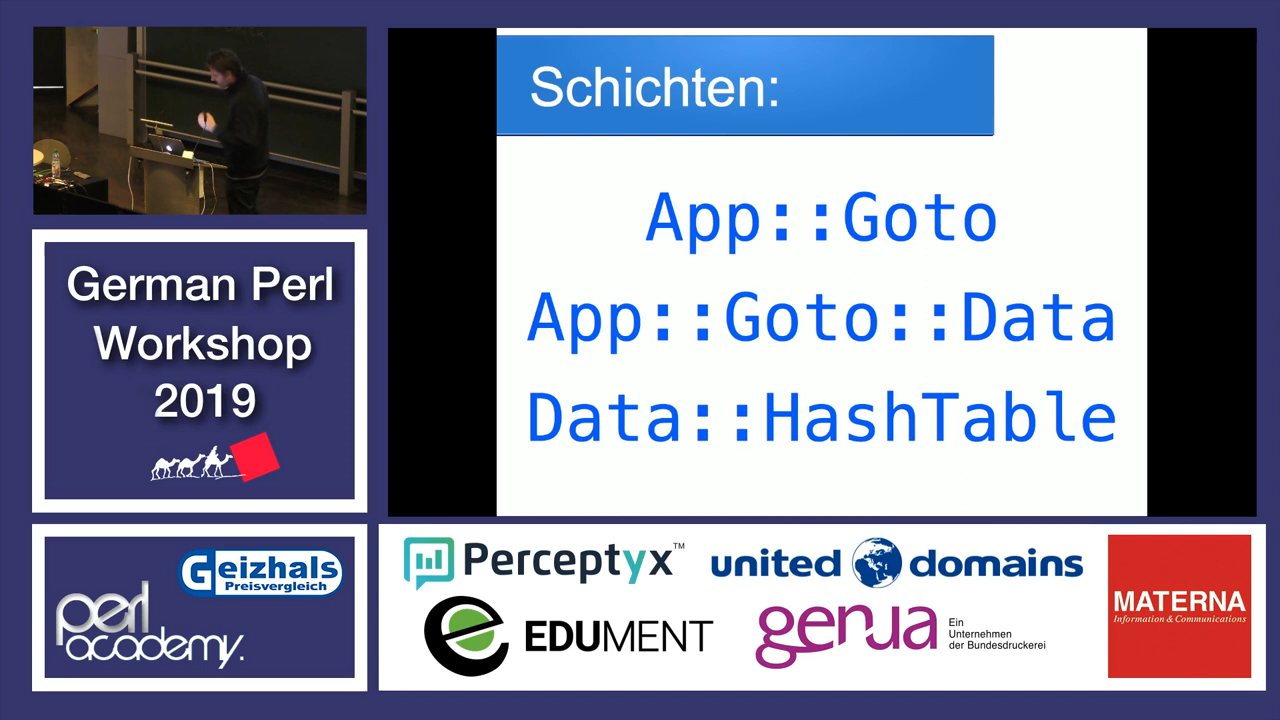 Schichten:
App::Goto
App::Goto::Data
Data::HashTable
German Perl
Workshop
2019
Geizhals
Preisvergleich
perl
academy.
Perceptyx™
united domains
EDUMENT
genua
Ein
Unternehmen
der Bundesdruckerei
MATERNA
Information & Communications